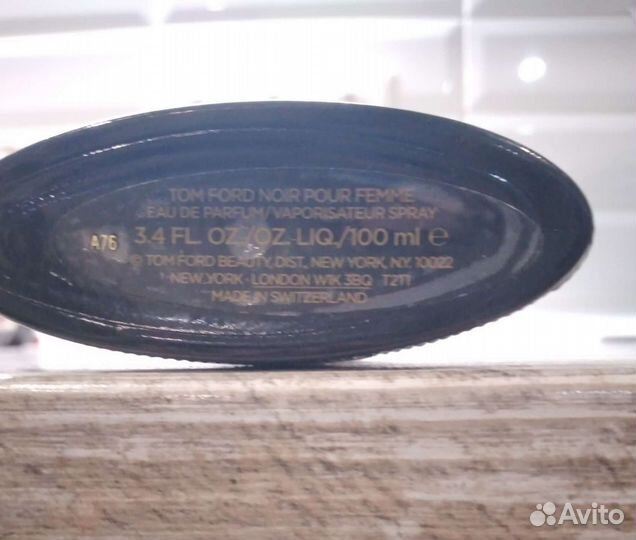 TOM FORD NOIR POUR FEMME
EAU DE PARFUM/VAPORISATEUR SPRAY
A76
3.4 FL. OZ./OZ.LIQ./100 ml ℮
© TOM FORD BEAUTY, DIST. NEW YORK, N.Y. 10022
NEW YORK · LONDON W1K 3BQ T2T1
MADE IN SWITZERLAND
Avito